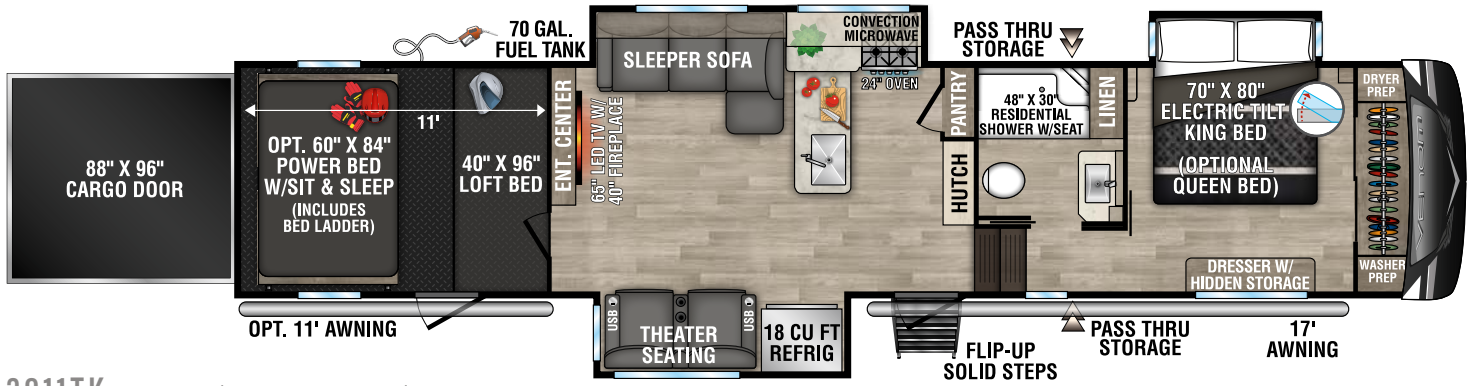 88" X 96"
CARGO DOOR
70 GAL.
FUEL TANK
11'
OPT. 60" X 84"
POWER BED
W/SIT & SLEEP
(INCLUDES
BED LADDER)
40" X 96"
LOFT BED
OPT. 11' AWNING
ENT. CENTER
65" LED TV W/
40" FIREPLACE
SLEEPER SOFA
CONVECTION
MICROWAVE
24" OVEN
USB
THEATER
SEATING
USB
18 CU FT
REFRIG
PANTRY
HUTCH
PASS THRU
STORAGE
48" X 30"
RESIDENTIAL
SHOWER W/SEAT
LINEN
FLIP-UP
SOLID STEPS
70" X 80"
ELECTRIC TILT
KING BED
(OPTIONAL
QUEEN BED)
DRESSER W/
HIDDEN STORAGE
PASS THRU
STORAGE
17'
AWNING
DRYER
PREP
WASHER
PREP